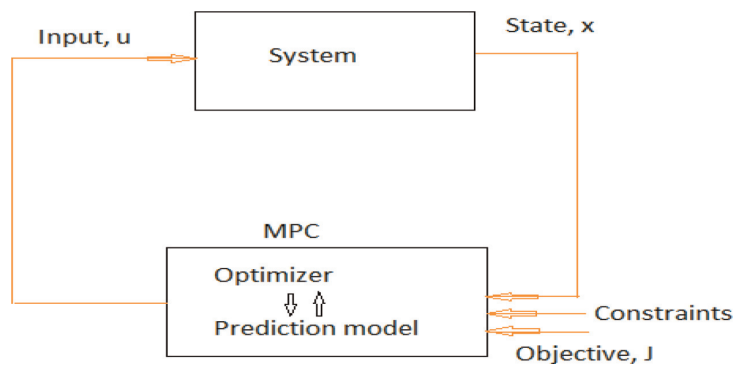 Input, u
System
State, x
MPC
Optimizer
Prediction model
Constraints
Objective, J